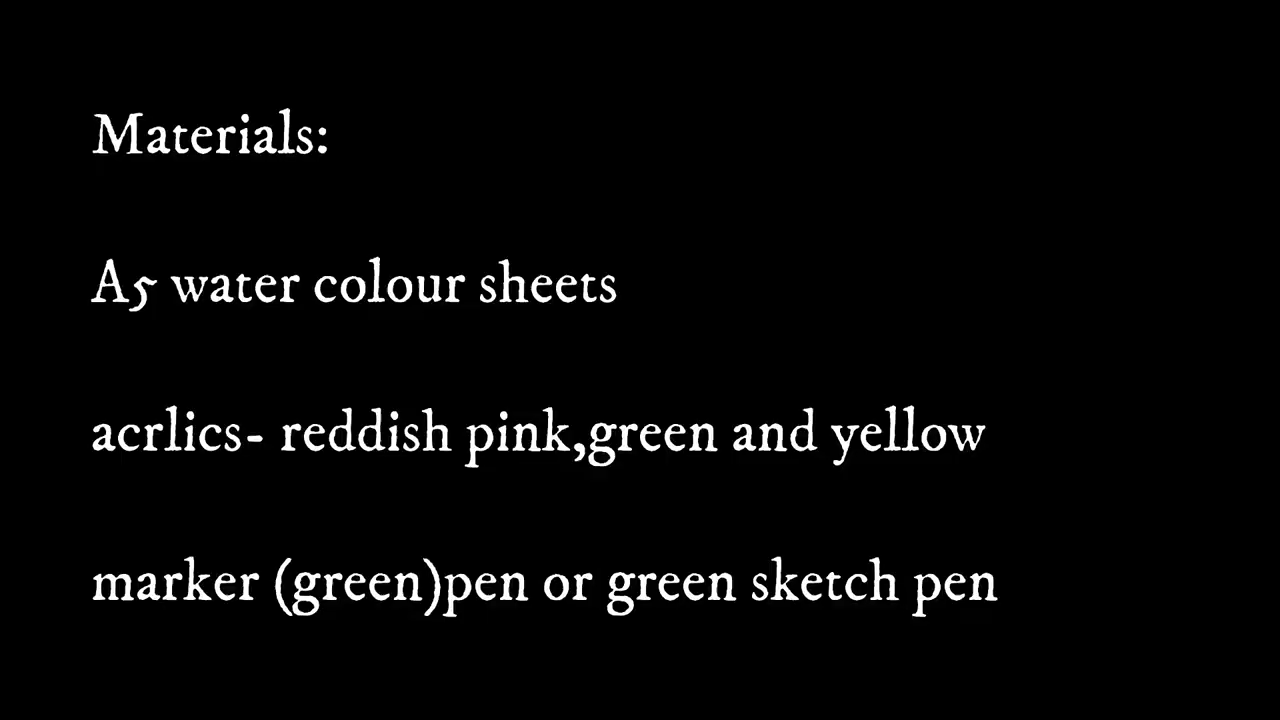 Materials:
A5 water colour sheets
acrlics- reddish pink,green and yellow
marker (green)pen or green sketch pen